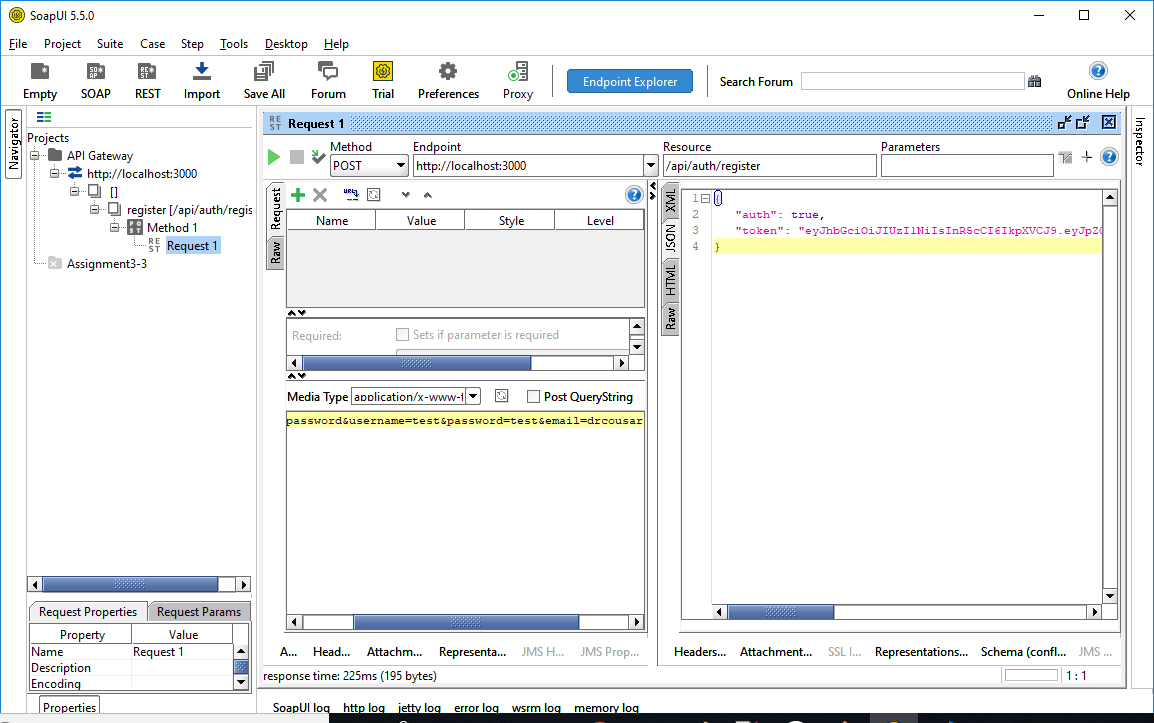 SoapUI 5.5.0
File Project Suite Case Step Tools Desktop Help
Empty SOAP REST Import Save All Forum Trial Preferences Proxy Endpoint Explorer Search Forum Online Help
Navigator
Projects
API Gateway
http://localhost:3000
[]
register [/api/auth/regis
Method 1
Request 1
Assignment3-3
Request Properties Request Params
Property Value
Name Request 1
Description
Encoding
Properties
REST Request 1
Method Endpoint Resource Parameters
POST http://localhost:3000 /api/auth/register
Request
Raw
Name Value Style Level
Required: Sets if parameter is required
Media Type application/x-www-f Post QueryString
password&username=test&password=test&email=drcousar
A... Head... Attachm... Representa... JMS H... JMS Prop...
XML
JSON
HTML
Raw
1 {
2 "auth": true,
3 "token": "eyJhbGciOiJIUzI1NiIsInR5cCI6IkpXVCJ9.eyJpZ
4 }
Headers... Attachment... SSL I... Representations... Schema (confl... JMS ...
response time: 225ms (195 bytes) 1 : 1
Inspector
SoapUI log http log jetty log error log wsrm log memory log